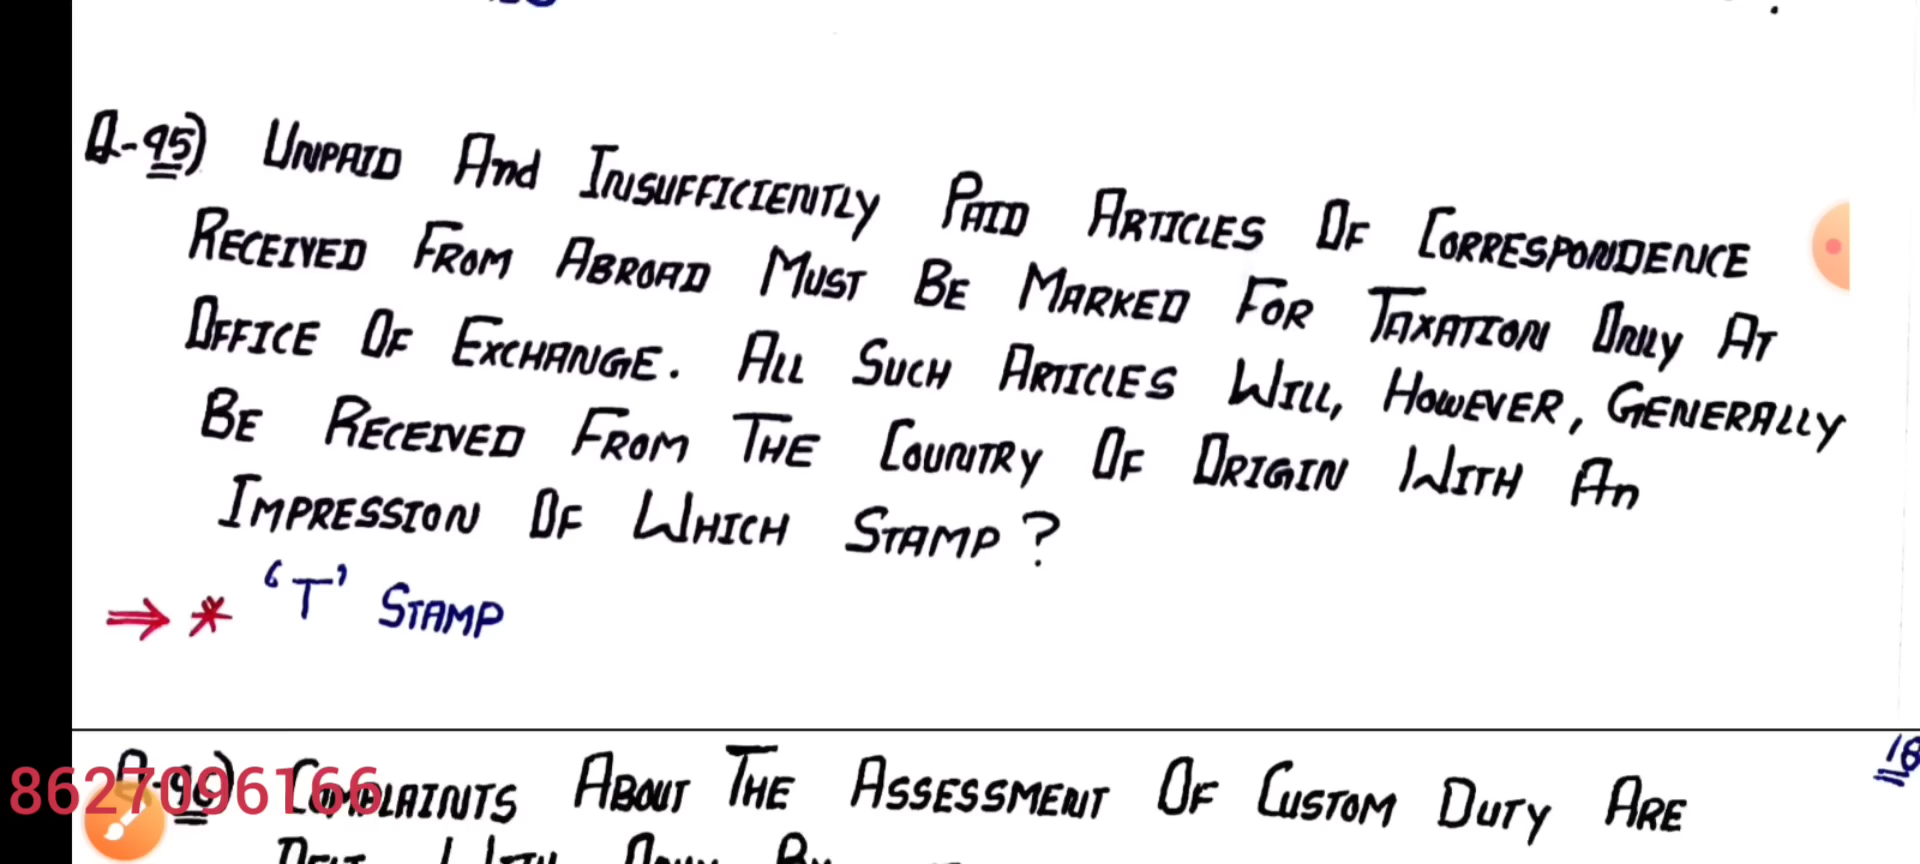 Q-95) UNPAID And INSUFFICIENTLY PAID ARTICLES OF CORRESPONDENCE
RECEIVED FROM ABROAD MUST BE MARKED FOR TAXATION ONLY AT
OFFICE OF EXCHANGE. ALL SUCH ARTICLES WILL, HOWEVER, GENERALLY
BE RECEIVED FROM THE COUNTRY OF ORIGIN WITH An
IMPRESSION OF WHICH STAMP?
⇒ * 'T' STAMP
18
Q-96) COMPLAINTS ABOUT THE ASSESSMENT OF CUSTOM DUTY ARE
8627096166